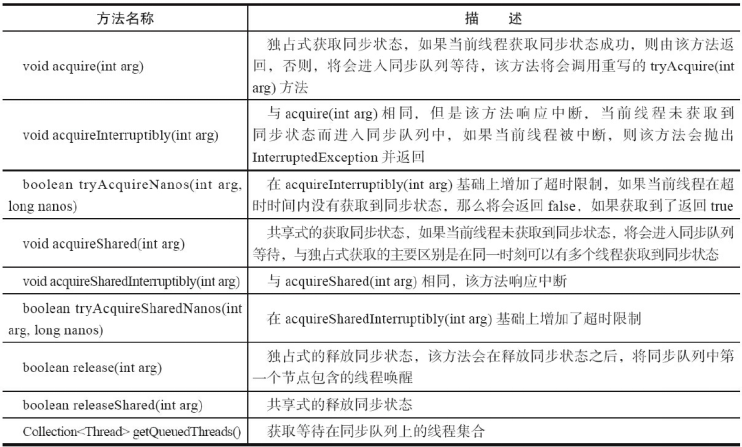 方法名称
描 述
void acquire(int arg)
独占式获取同步状态，如果当前线程获取同步状态成功，则由该方法返
回，否则，将会进入同步队列等待，该方法将会调用重写的 tryAcquire(int
arg) 方法
void acquireInterruptibly(int arg)
与 acquire(int arg) 相同，但是该方法响应中断，当前线程未获取到
同步状态而进入同步队列中，如果当前线程被中断，则该方法会抛出
InterruptedException 并返回
boolean tryAcquireNanos(int arg,
long nanos)
在 acquireInterruptibly(int arg) 基础上增加了超时限制，如果当前线程在超
时时间内没有获取到同步状态，那么将会返回 false，如果获取到了返回 true
void acquireShared(int arg)
共享式的获取同步状态，如果当前线程未获取到同步状态，将会进入同步队列
等待，与独占式获取的主要区别是在同一时刻可以有多个线程获取到同步状态
void acquireSharedInterruptibly(int arg)
与 acquireShared(int arg) 相同，该方法响应中断
boolean tryAcquireSharedNanos(int
arg, long nanos)
在 acquireSharedInterruptibly(int arg) 基础上增加了超时限制
boolean release(int arg)
独占式的释放同步状态，该方法会在释放同步状态之后，将同步队列中第
一个节点包含的线程唤醒
boolean releaseShared(int arg)
共享式的释放同步状态
Collection<Thread> getQueuedThreads()
获取等待在同步队列上的线程集合